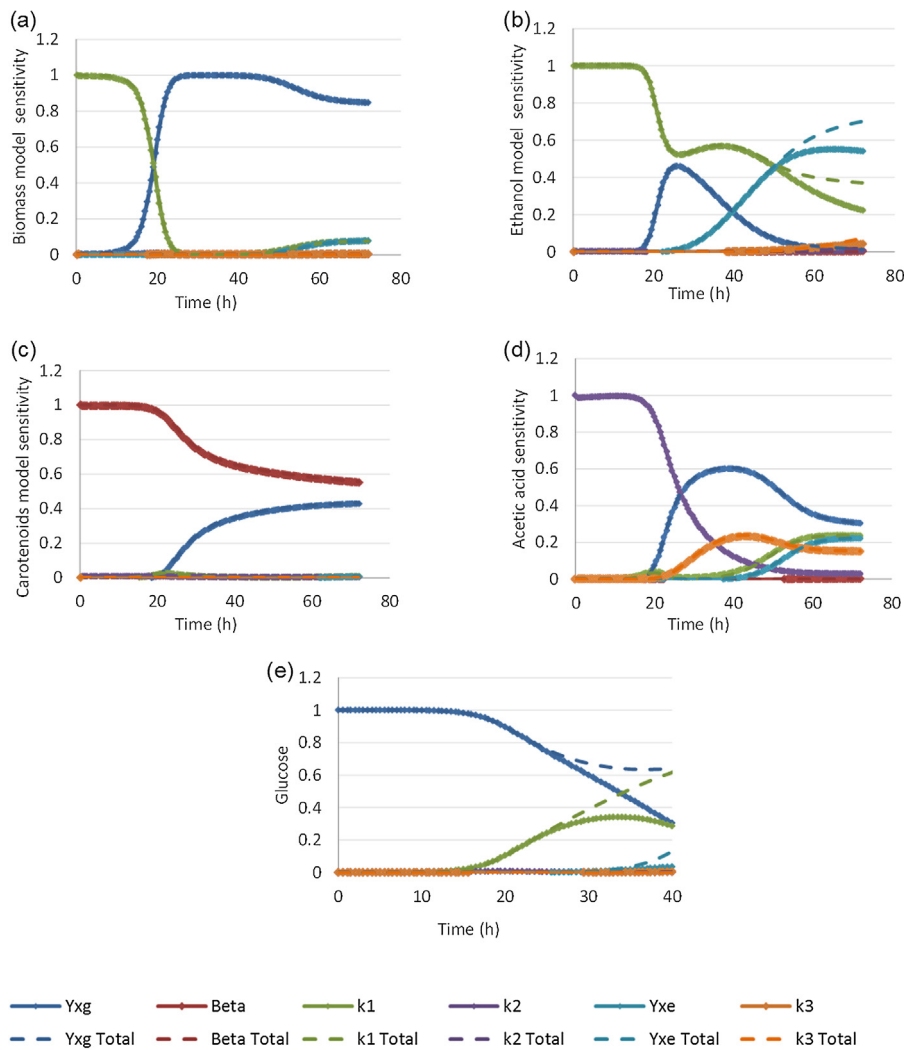 (a)
Biomass model sensitivity
1.2
1
0.8
0.6
0.4
0.2
0
0 20 40 60 80
Time (h)
(b)
Ethanol model sensitivity
1.2
1
0.8
0.6
0.4
0.2
0
0 20 40 60 80
Time (h)
(c)
Carotenoids model sensitivity
1.2
1
0.8
0.6
0.4
0.2
0
0 20 40 60 80
Time (h)
(d)
Acetic acid sensitivity
1.2
1
0.8
0.6
0.4
0.2
0
0 20 40 60 80
Time (h)
(e)
Glucose
1.2
1
0.8
0.6
0.4
0.2
0
0 10 20 30 40
Time (h)
Yxg Beta k1 k2 Yxe k3
Yxg Total Beta Total k1 Total k2 Total Yxe Total k3 Total